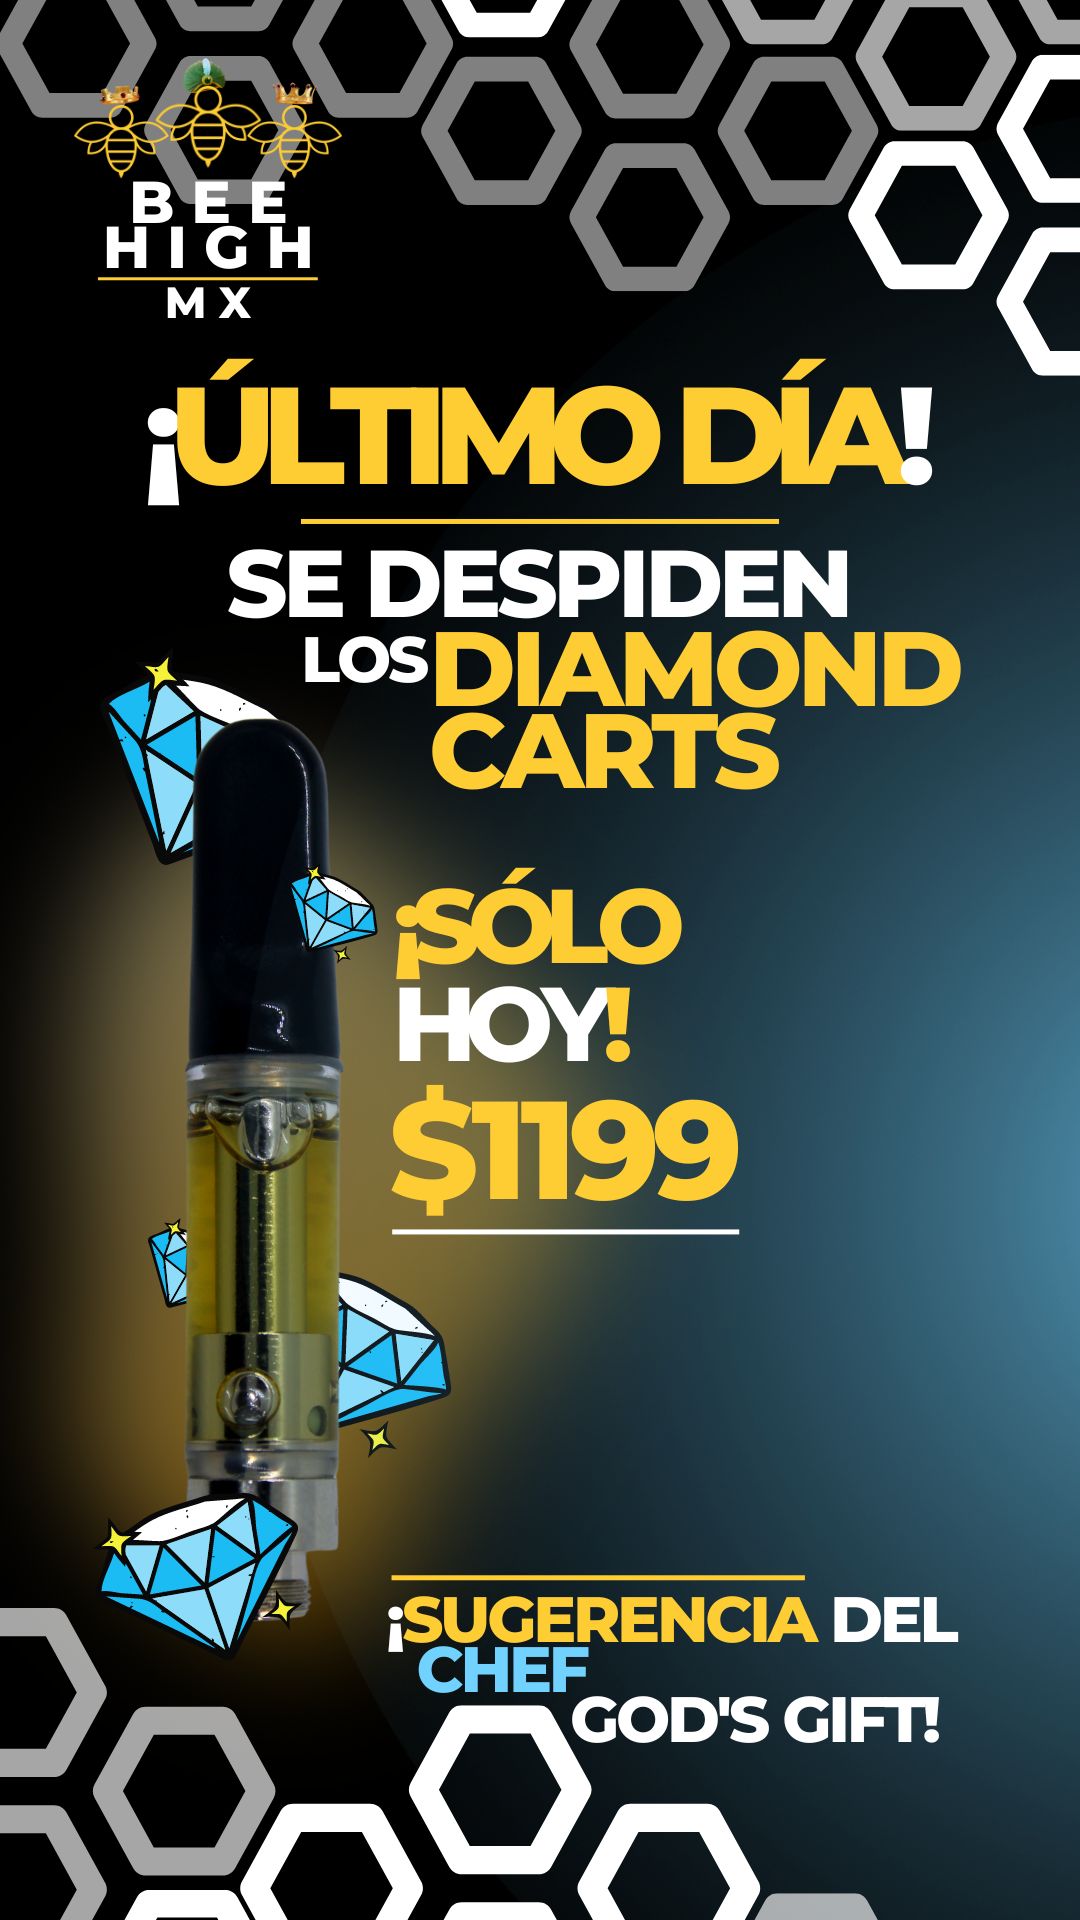 BEE
HIGH
MX
¡ÚLTIMO DÍA!
SE DESPIDEN
LOS DIAMOND
CARTS
¡SÓLO
HOY!
$1199
¡SUGERENCIA DEL
CHEF
GOD'S GIFT!